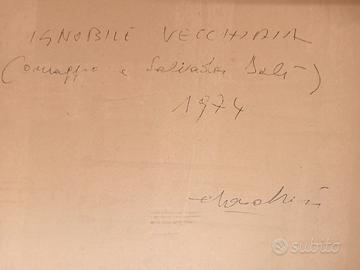 IGNOBILE VECCHIAIA
(omaggio a Salvador Dalì)
1974
subito